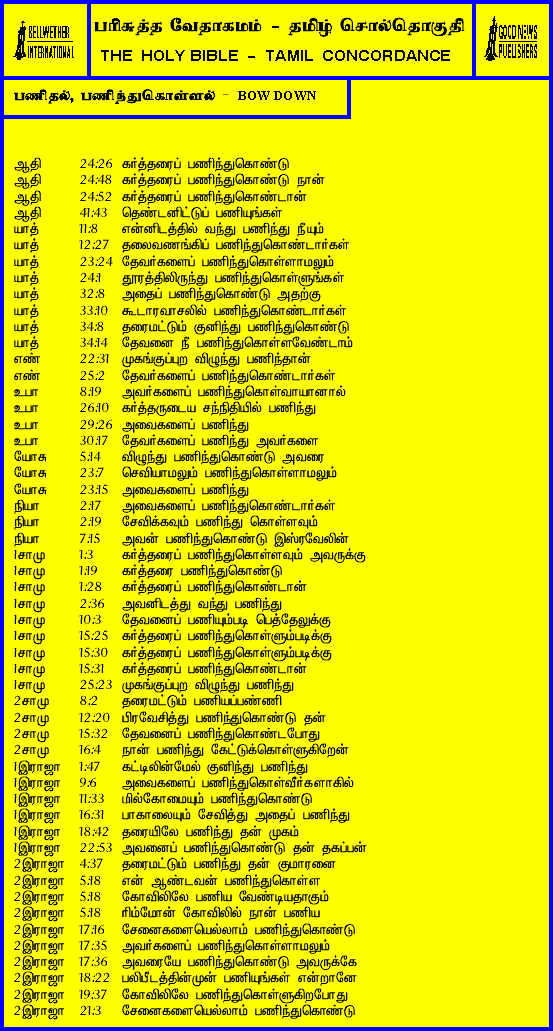 BELLWETHER
INTERNATIONAL
பரிசுத்த வேதாகமம் - தமிழ் சொல்தொகுதி
THE HOLY BIBLE - TAMIL CONCORDANCE
GOOD NEWS
PUBLISHERS
பணிதல், பணிந்துகொள்ளல் - BOW DOWN
ஆதி 24:26 கர்த்தரைப் பணிந்துகொண்டு
ஆதி 24:48 கர்த்தரைப் பணிந்துகொண்டு நான்
ஆதி 24:52 கர்த்தரைப் பணிந்துகொண்டான்
ஆதி 41:43 தெண்டனிட்டுப் பணியுங்கள்
யாத் 11:8 என்னிடத்தில் வந்து பணிந்து நீயும்
யாத் 12:27 தலைவணங்கிப் பணிந்துகொண்டார்கள்
யாத் 23:24 தேவர்களைப் பணிந்துகொள்ளாமலும்
யாத் 24:1 தூரத்திலிருந்து பணிந்துகொள்ளுங்கள்
யாத் 32:8 அதைப் பணிந்துகொண்டு அதற்கு
யாத் 33:10 கூடாரவாசலில் பணிந்துகொண்டார்கள்
யாத் 34:8 தரைமட்டும் குனிந்து பணிந்துகொண்டு
யாத் 34:14 தேவனை நீ பணிந்துகொள்ளவேண்டாம்
எண் 22:31 முகங்குப்புற விழுந்து பணிந்தான்
எண் 25:2 தேவர்களைப் பணிந்துகொண்டார்கள்
உபா 8:19 அவர்களைப் பணிந்துகொள்வாயானால்
உபா 26:10 கர்த்தருடைய சந்நிதியில் பணிந்து
உபா 29:26 அவைகளைப் பணிந்து
உபா 30:17 தேவர்களைப் பணிந்து அவர்களை
யோசு 5:14 விழுந்து பணிந்துகொண்டு அவரை
யோசு 23:7 செவியாமலும் பணிந்துகொள்ளாமலும்
யோசு 23:15 அவைகளைப் பணிந்து
நியா 2:17 அவைகளைப் பணிந்துகொண்டார்கள்
நியா 2:19 சேவிக்கவும் பணிந்து கொள்ளவும்
நியா 7:15 அவன் பணிந்துகொண்டு இஸ்ரவேலின்
1சாமு 1:3 கர்த்தரைப் பணிந்துகொள்ளவும் அவருக்கு
1சாமு 1:19 கர்த்தரை பணிந்துகொண்டு
1சாமு 1:28 கர்த்தரைப் பணிந்துகொண்டான்
1சாமு 2:36 அவனிடத்து வந்து பணிந்து
1சாமு 10:3 தேவனைப் பணியும்படி பெத்தேலுக்கு
1சாமு 15:25 கர்த்தரைப் பணிந்துகொள்ளும்படிக்கு
1சாமு 15:30 கர்த்தரைப் பணிந்துகொள்ளும்படிக்கு
1சாமு 15:31 கர்த்தரைப் பணிந்துகொண்டான்
1சாமு 25:23 முகங்குப்புற விழுந்து பணிந்து
2சாமு 8:2 தரைமட்டும் பணியப்பண்ணி
2சாமு 12:20 பிரவேசித்து பணிந்துகொண்டு தன்
2சாமு 15:32 தேவனைப் பணிந்துகொண்டபோது
2சாமு 16:4 நான் பணிந்து கேட்டுக்கொள்ளுகிறேன்
1இராஜா 1:47 கட்டிலின்மேல் குனிந்து பணிந்து
1இராஜா 9:6 அவைகளைப் பணிந்துகொள்வீர்களாகில்
1இராஜா 11:33 மில்கோமையும் பணிந்துகொண்டு
1இராஜா 16:31 பாகாலையும் சேவித்து அதைப் பணிந்து
1இராஜா 18:42 தரையிலே பணிந்து தன் முகம்
1இராஜா 22:53 அவனைப் பணிந்துகொண்டு தன் தகப்பன்
2இராஜா 4:37 தரைமட்டும் பணிந்து தன் குமாரனை
2இராஜா 5:18 என் ஆண்டவன் பணிந்துகொள்ள
2இராஜா 5:18 கோவிலிலே பணிய வேண்டியதாகும்
2இராஜா 5:18 ரிம்மோன் கோவிலில் நான் பணிய
2இராஜா 17:16 சேனைகளையெல்லாம் பணிந்துகொண்டு
2இராஜா 17:35 அவர்களைப் பணிந்துகொள்ளாமலும்
2இராஜா 17:36 அவரையே பணிந்துகொண்டு அவருக்கே
2இராஜா 18:22 பலிபீடத்தின்முன் பணியுங்கள் என்றானே
2இராஜா 19:37 கோவிலிலே பணிந்துகொள்ளுகிறபோது
2இராஜா 21:3 சேனைகளையெல்லாம் பணிந்துகொண்டு